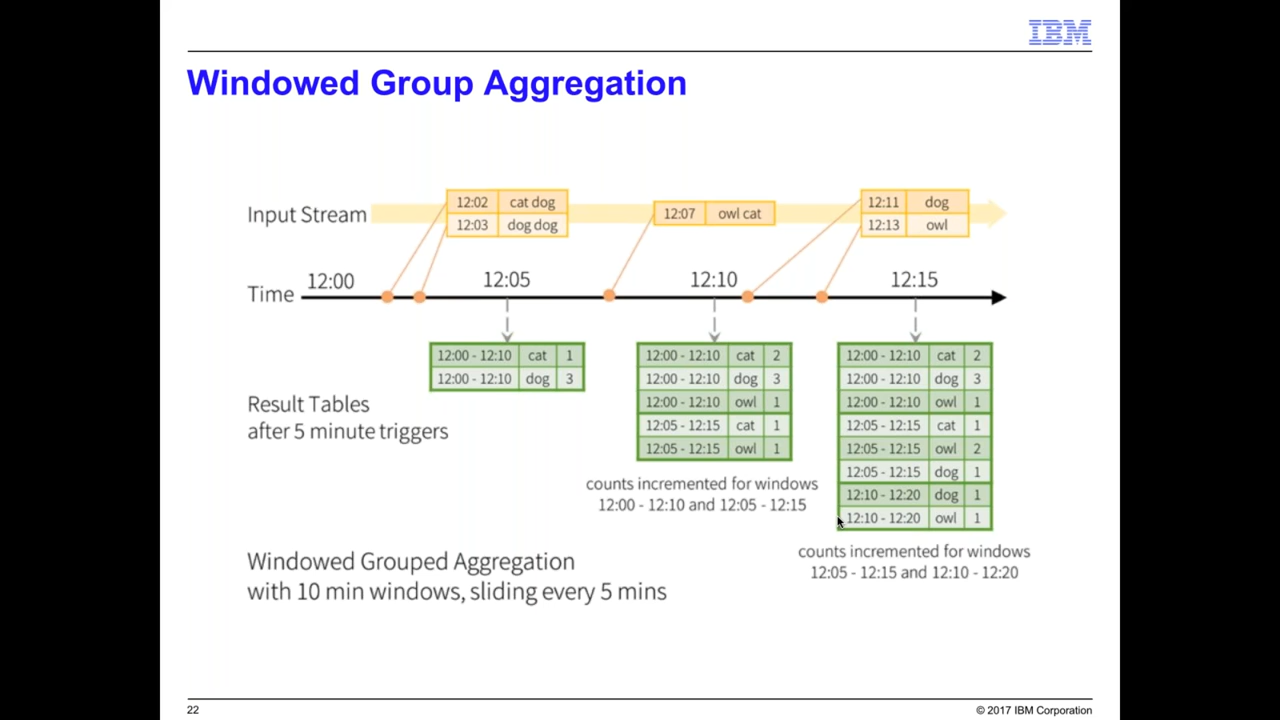 IBM
Windowed Group Aggregation
Input Stream
12:02 cat dog
12:03 dog dog
12:07 owl cat
12:11 dog
12:13 owl
Time
12:00
12:05
12:10
12:15
Result Tables
after 5 minute triggers
12:00 - 12:10 cat 1
12:00 - 12:10 dog 3
12:00 - 12:10 cat 2
12:00 - 12:10 dog 3
12:00 - 12:10 owl 1
12:05 - 12:15 cat 1
12:05 - 12:15 owl 1
counts incremented for windows
12:00 - 12:10 and 12:05 - 12:15
12:00 - 12:10 cat 2
12:00 - 12:10 dog 3
12:00 - 12:10 owl 1
12:05 - 12:15 cat 1
12:05 - 12:15 owl 2
12:05 - 12:15 dog 1
12:10 - 12:20 dog 1
12:10 - 12:20 owl 1
counts incremented for windows
12:05 - 12:15 and 12:10 - 12:20
Windowed Grouped Aggregation
with 10 min windows, sliding every 5 mins
22
© 2017 IBM Corporation